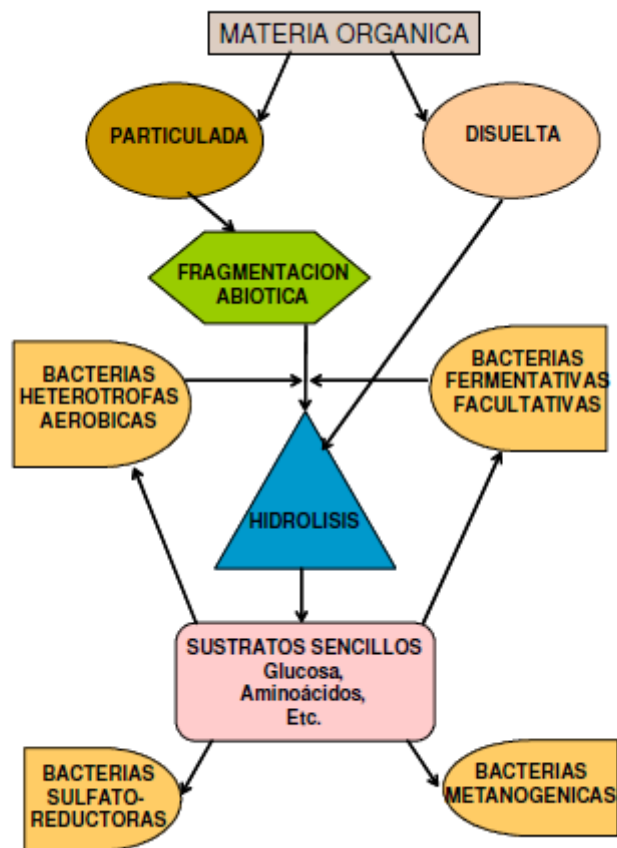 MATERIA ORGANICA
PARTICULADA
DISUELTA
FRAGMENTACION
ABIOTICA
BACTERIAS
HETEROTROFAS
AEROBICAS
BACTERIAS
FERMENTATIVAS
FACULTATIVAS
HIDROLISIS
SUSTRATOS SENCILLOS
Glucosa,
Aminoácidos,
Etc.
BACTERIAS
SULFATO-
REDUCTORAS
BACTERIAS
METANOGENICAS